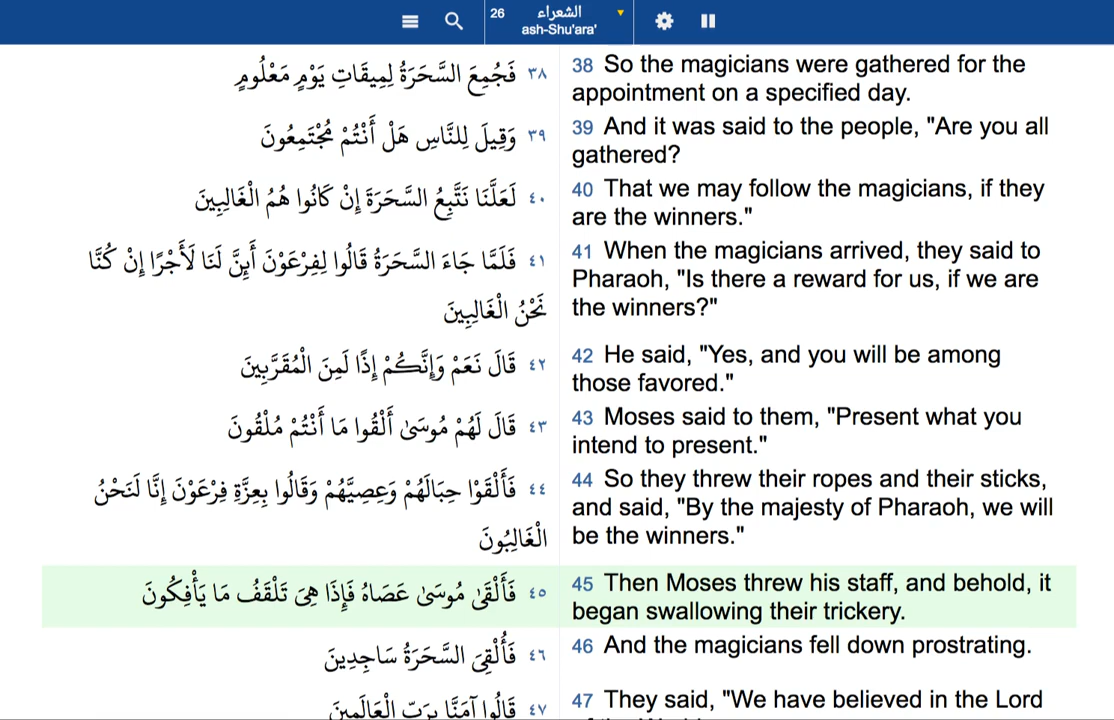 26
الشعراء
ash-Shu'ara'
٣٨ فَجُمِعَ السَّحَرَةُ لِمِيقَاتِ يَوْمٍ مَعْلُومٍ
38 So the magicians were gathered for the
appointment on a specified day.
٣٩ وَقِيلَ لِلنَّاسِ هَلْ أَنْتُمْ مُجْتَمِعُونَ
39 And it was said to the people, "Are you all
gathered?
٤٠ لَعَلَّنَا نَتَّبِعُ السَّحَرَةَ إِنْ كَانُوا هُمُ الْغَالِبِينَ
40 That we may follow the magicians, if they
are the winners."
٤١ فَلَمَّا جَاءَ السَّحَرَةُ قَالُوا لِفِرْعَوْنَ أَئِنَّ لَنَا لَأَجْرًا إِنْ كُنَّا
نَحْنُ الْغَالِبِينَ
41 When the magicians arrived, they said to
Pharaoh, "Is there a reward for us, if we are
the winners?"
٤٢ قَالَ نَعَمْ وَإِنَّكُمْ إِذًا لَمِنَ الْمُقَرَّبِينَ
42 He said, "Yes, and you will be among
those favored."
٤٣ قَالَ لَهُمْ مُوسَىٰ أَلْقُوا مَا أَنْتُمْ مُلْقُونَ
43 Moses said to them, "Present what you
intend to present."
٤٤ فَأَلْقَوْا حِبَالَهُمْ وَعِصِيَّهُمْ وَقَالُوا بِعِزَّةِ فِرْعَوْنَ إِنَّا لَنَحْنُ
الْغَالِبُونَ
44 So they threw their ropes and their sticks,
and said, "By the majesty of Pharaoh, we will
be the winners."
٤٥ فَأَلْقَىٰ مُوسَىٰ عَصَاهُ فَإِذَا هِيَ تَلْقَفُ مَا يَأْفِكُونَ
45 Then Moses threw his staff, and behold, it
began swallowing their trickery.
٤٦ فَأُلْقِيَ السَّحَرَةُ سَاجِدِينَ
46 And the magicians fell down prostrating.
٤٧ قَالُوا آمَنَّا بِرَبِّ الْعَالَمِينَ
47 They said, "We have believed in the Lord